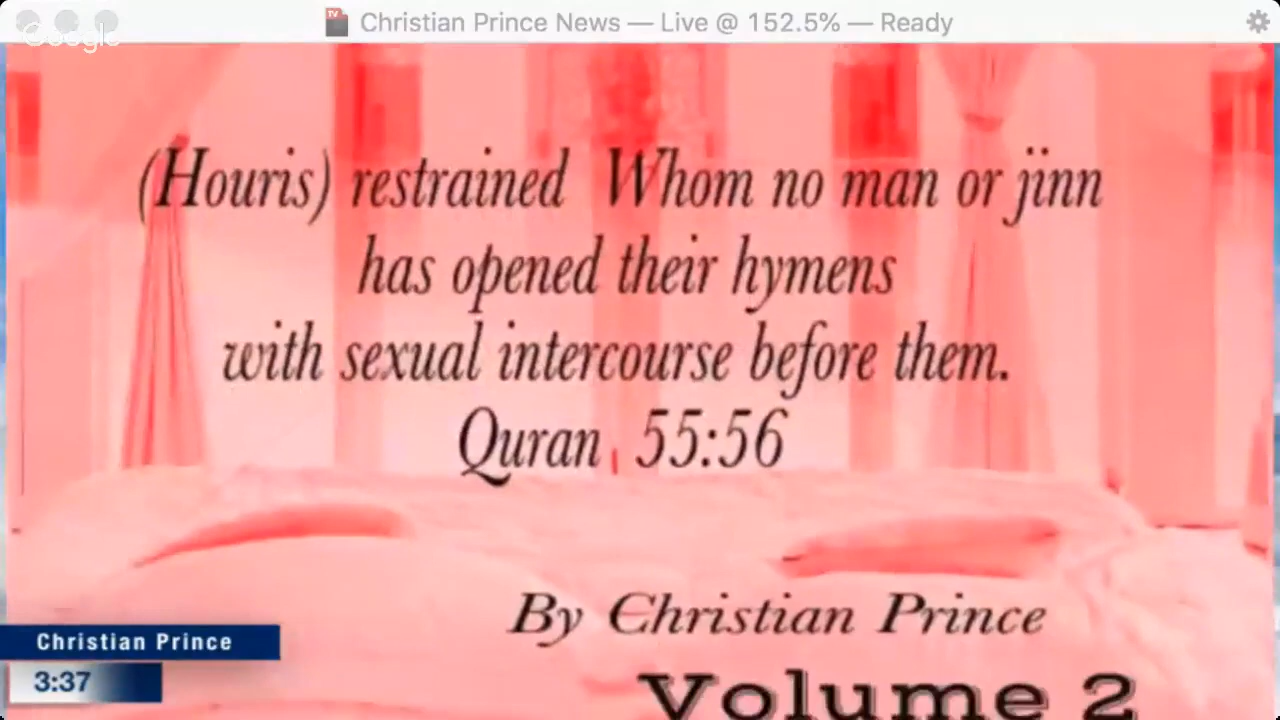 Christian Prince News — Live @ 152.5% — Ready
Google
(Houris) restrained Whom no man or jinn
has opened their hymens
with sexual intercourse before them.
Quran 55:56
By Christian Prince
Volume 2
Christian Prince
3:37